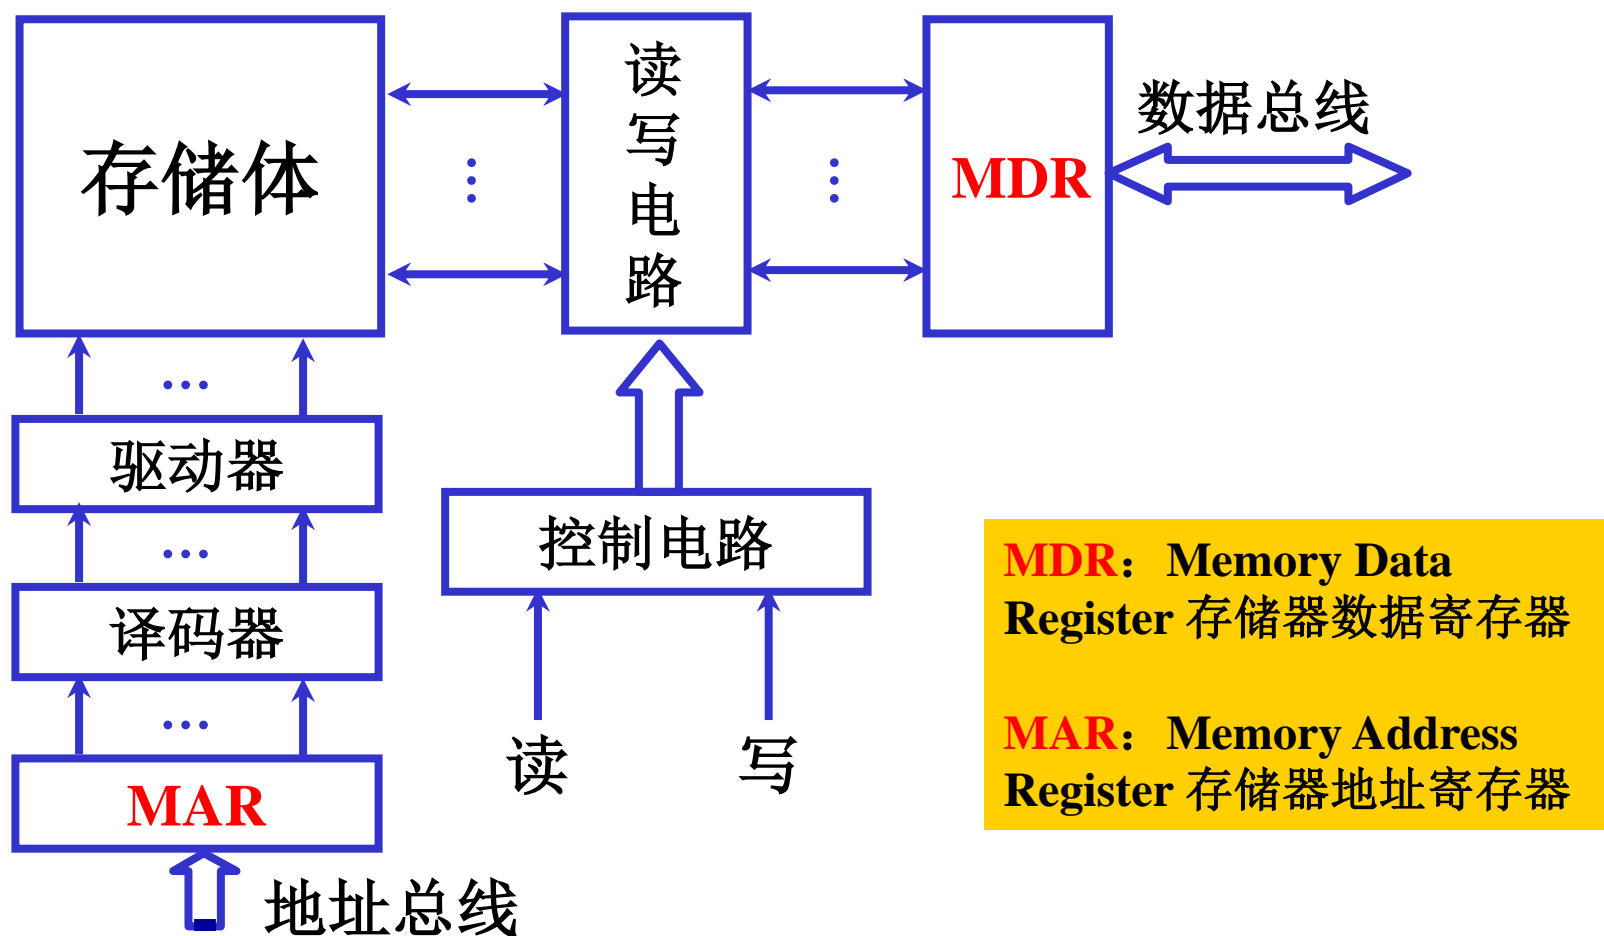 存储体
读
写
电
路
MDR
数据总线
…
…
…
驱动器
…
译码器
…
MAR
地址总线
控制电路
读
写
MDR： Memory Data
Register 存储器数据寄存器
MAR： Memory Address
Register 存储器地址寄存器